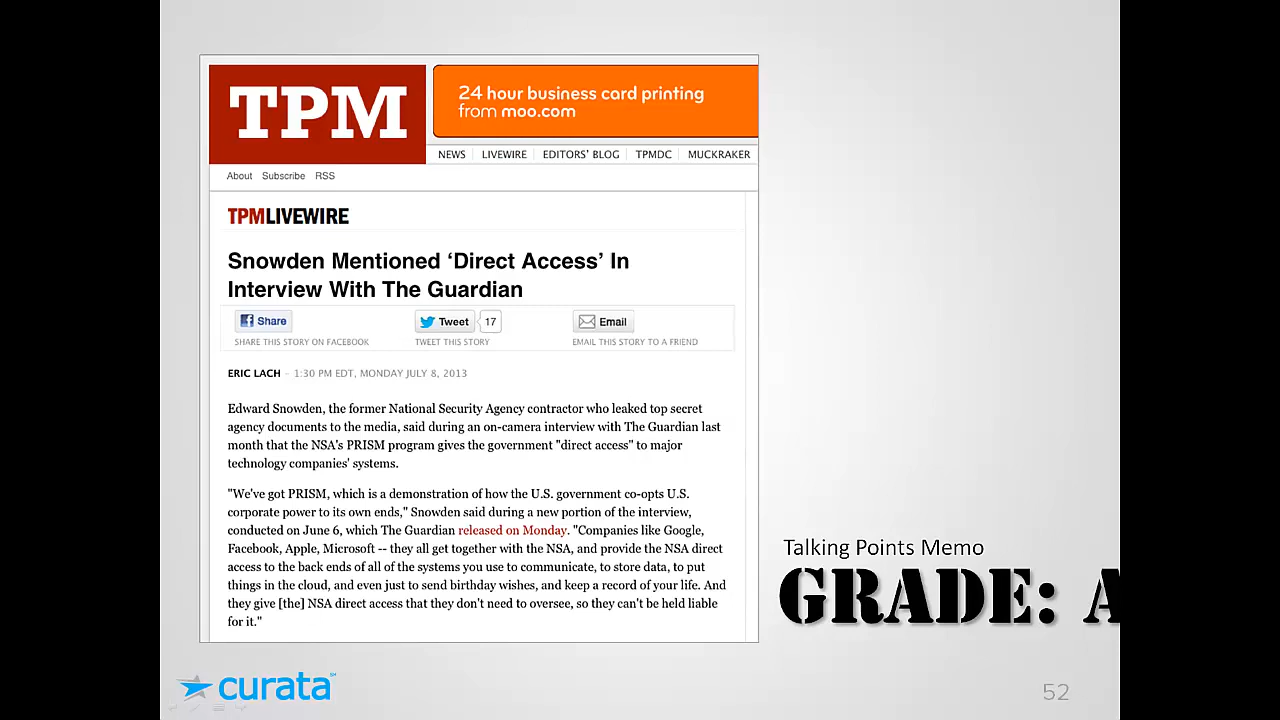 TPM
24 hour business card printing
from moo.com
NEWS LIVEWIRE EDITORS' BLOG TPMDC MUCKRAKER
About Subscribe RSS
TPMLIVEWIRE
Snowden Mentioned ‘Direct Access’ In
Interview With The Guardian
Share Tweet 17 Email
SHARE THIS STORY ON FACEBOOK TWEET THIS STORY EMAIL THIS STORY TO A FRIEND
ERIC LACH – 1:30 PM EDT, MONDAY JULY 8, 2013
Edward Snowden, the former National Security Agency contractor who leaked top secret
agency documents to the media, said during an on-camera interview with The Guardian last
month that the NSA's PRISM program gives the government "direct access" to major
technology companies' systems.
"We've got PRISM, which is a demonstration of how the U.S. government co-opts U.S.
corporate power to its own ends," Snowden said during a new portion of the interview,
conducted on June 6, which The Guardian released on Monday. "Companies like Google,
Facebook, Apple, Microsoft -- they all get together with the NSA, and provide the NSA direct
access to the back ends of all of the systems you use to communicate, to store data, to put
things in the cloud, and even just to send birthday wishes, and keep a record of your life. And
they give [the] NSA direct access that they don't need to oversee, so they can't be held liable
for it."
Talking Points Memo
GRADE: A
curata
52